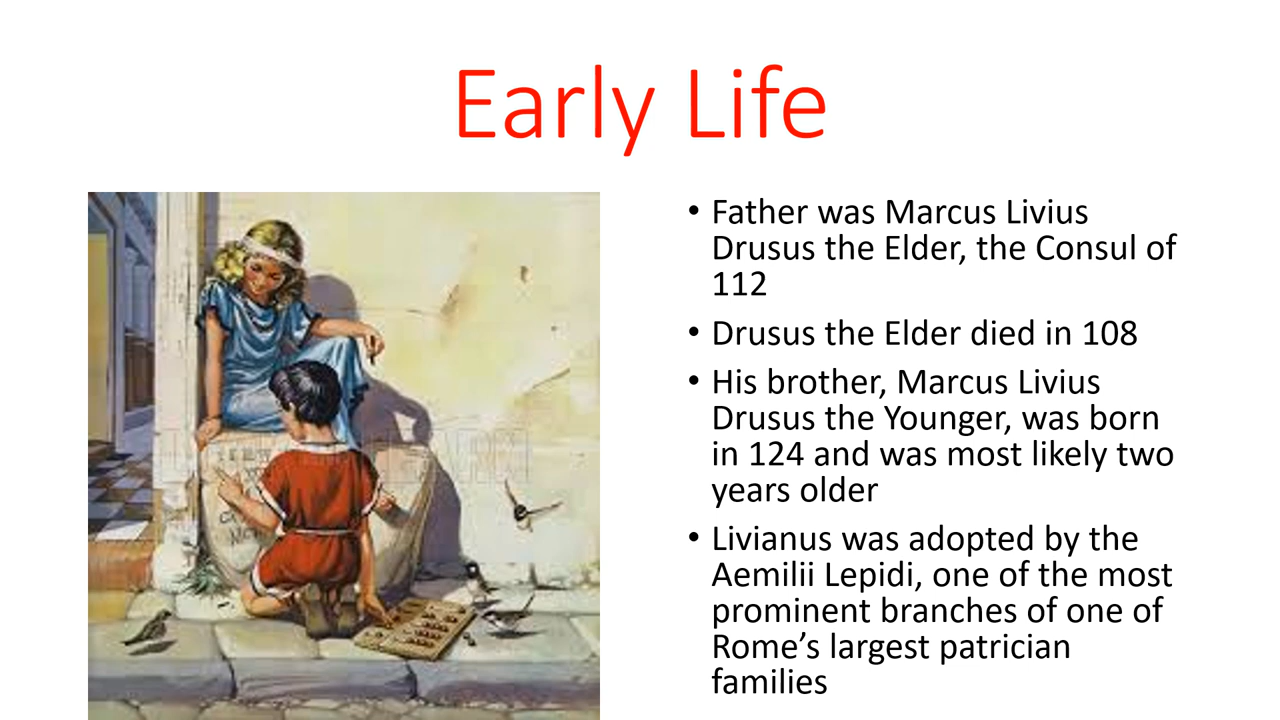 Early Life
• Father was Marcus Livius
Drusus the Elder, the Consul of
112
• Drusus the Elder died in 108
• His brother, Marcus Livius
Drusus the Younger, was born
in 124 and was most likely two
years older
• Livianus was adopted by the
Aemilii Lepidi, one of the most
prominent branches of one of
Rome’s largest patrician
families